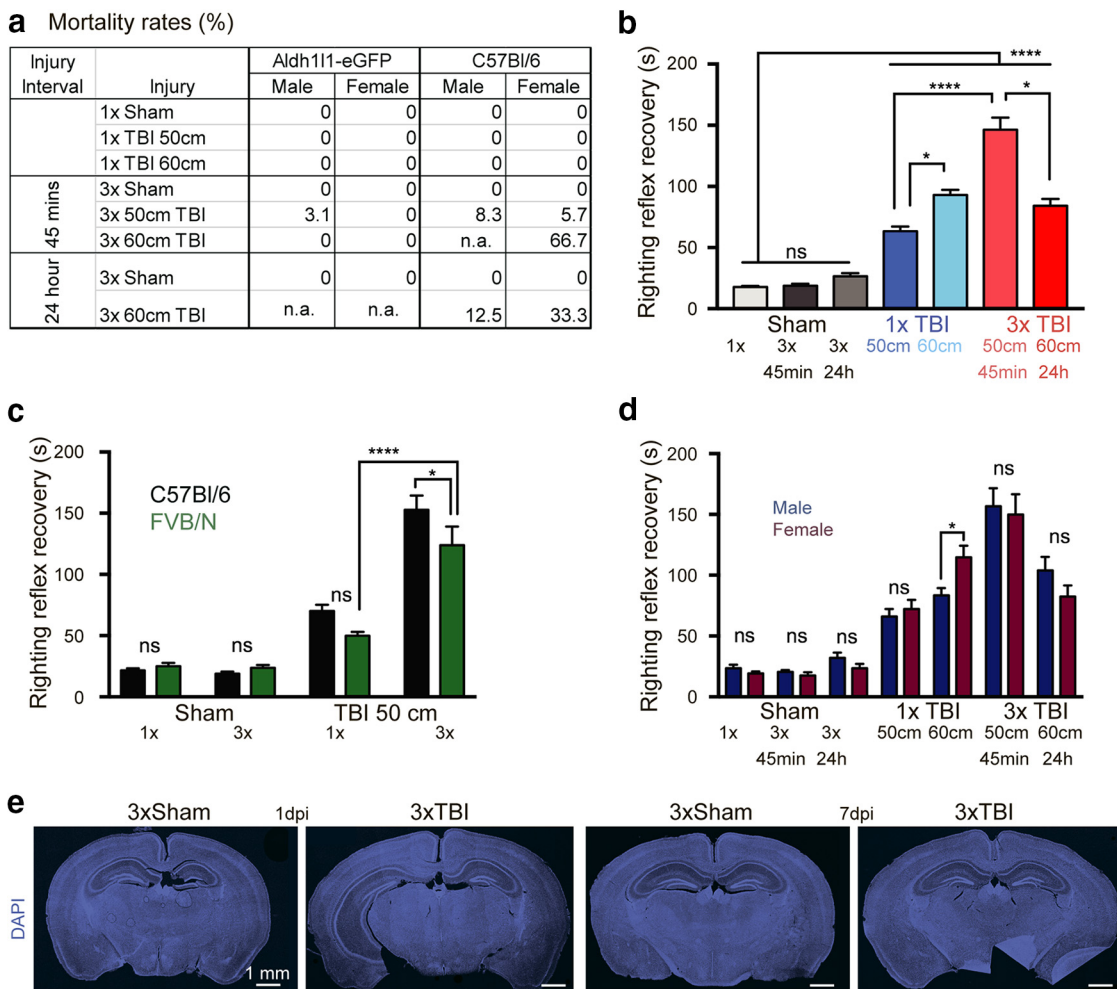 a Mortality rates (%)
Injury Interval Injury Aldh1l1-eGFP C57Bl/6
Male Female Male Female
1x Sham 0 0 0 0
1x TBI 50cm 0 0 0 0
1x TBI 60cm 0 0 0 0
45 mins
3x Sham 0 0 0 0
3x 50cm TBI 3.1 0 8.3 5.7
3x 60cm TBI 0 0 n.a. 66.7
24 hour
3x Sham 0 0 0 0
3x 60cm TBI n.a. n.a. 12.5 33.3
b
Righting reflex recovery (s)
200
150
100
50
0
****
**** *
*
ns
Sham 1x TBI 3x TBI
1x 3x 3x 50cm 60cm 50cm 60cm
45min 24h 45min 24h
c
Righting reflex recovery (s)
200
150
100
50
0
C57Bl/6
FVB/N
****
*
ns
ns ns
Sham TBI 50 cm
1x 3x 1x 3x
d
Righting reflex recovery (s)
200
150
100
50
0
Male
Female
ns
*
ns
ns
ns ns ns
Sham 1x TBI 3x TBI
1x 3x 3x 50cm 60cm 50cm 60cm
45min 24h 45min 24h
e
3xSham 1dpi 3xTBI 3xSham 7dpi 3xTBI
DAPI
1 mm